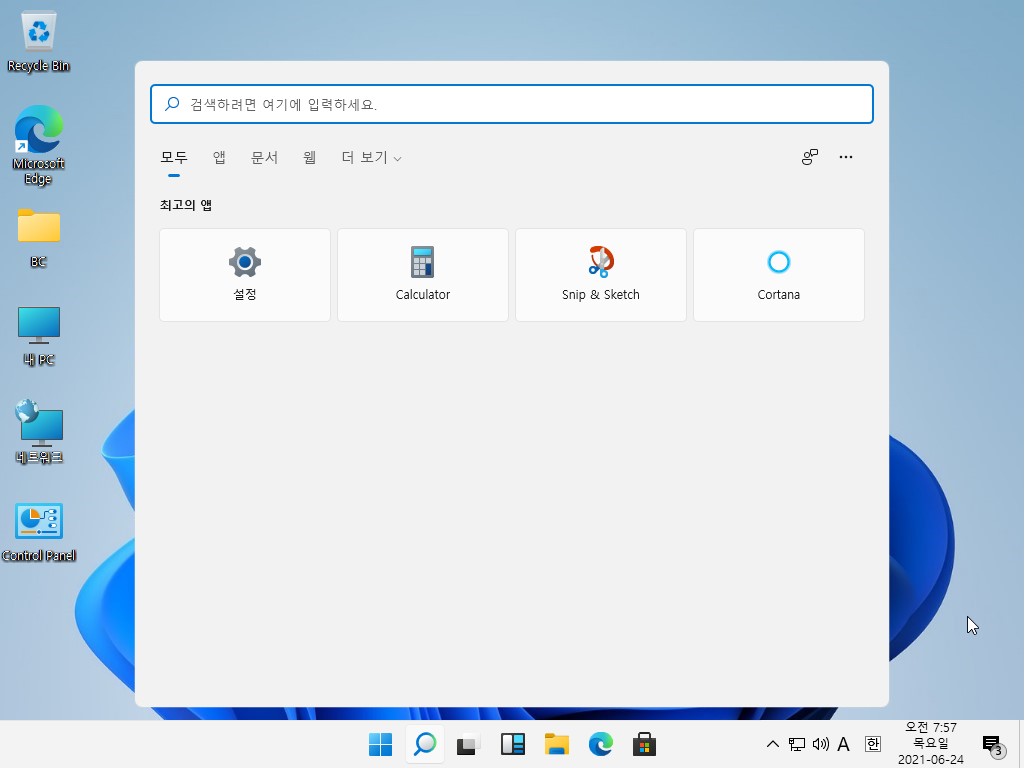 Recycle Bin
Microsoft
Edge
BC
내 PC
네트워크
Control Panel
검색하려면 여기에 입력하세요.
모두 앱 문서 웹 더 보기
최고의 앱
설정 Calculator Snip & Sketch Cortana
A 한
오전 7:57
목요일
2021-06-24
3